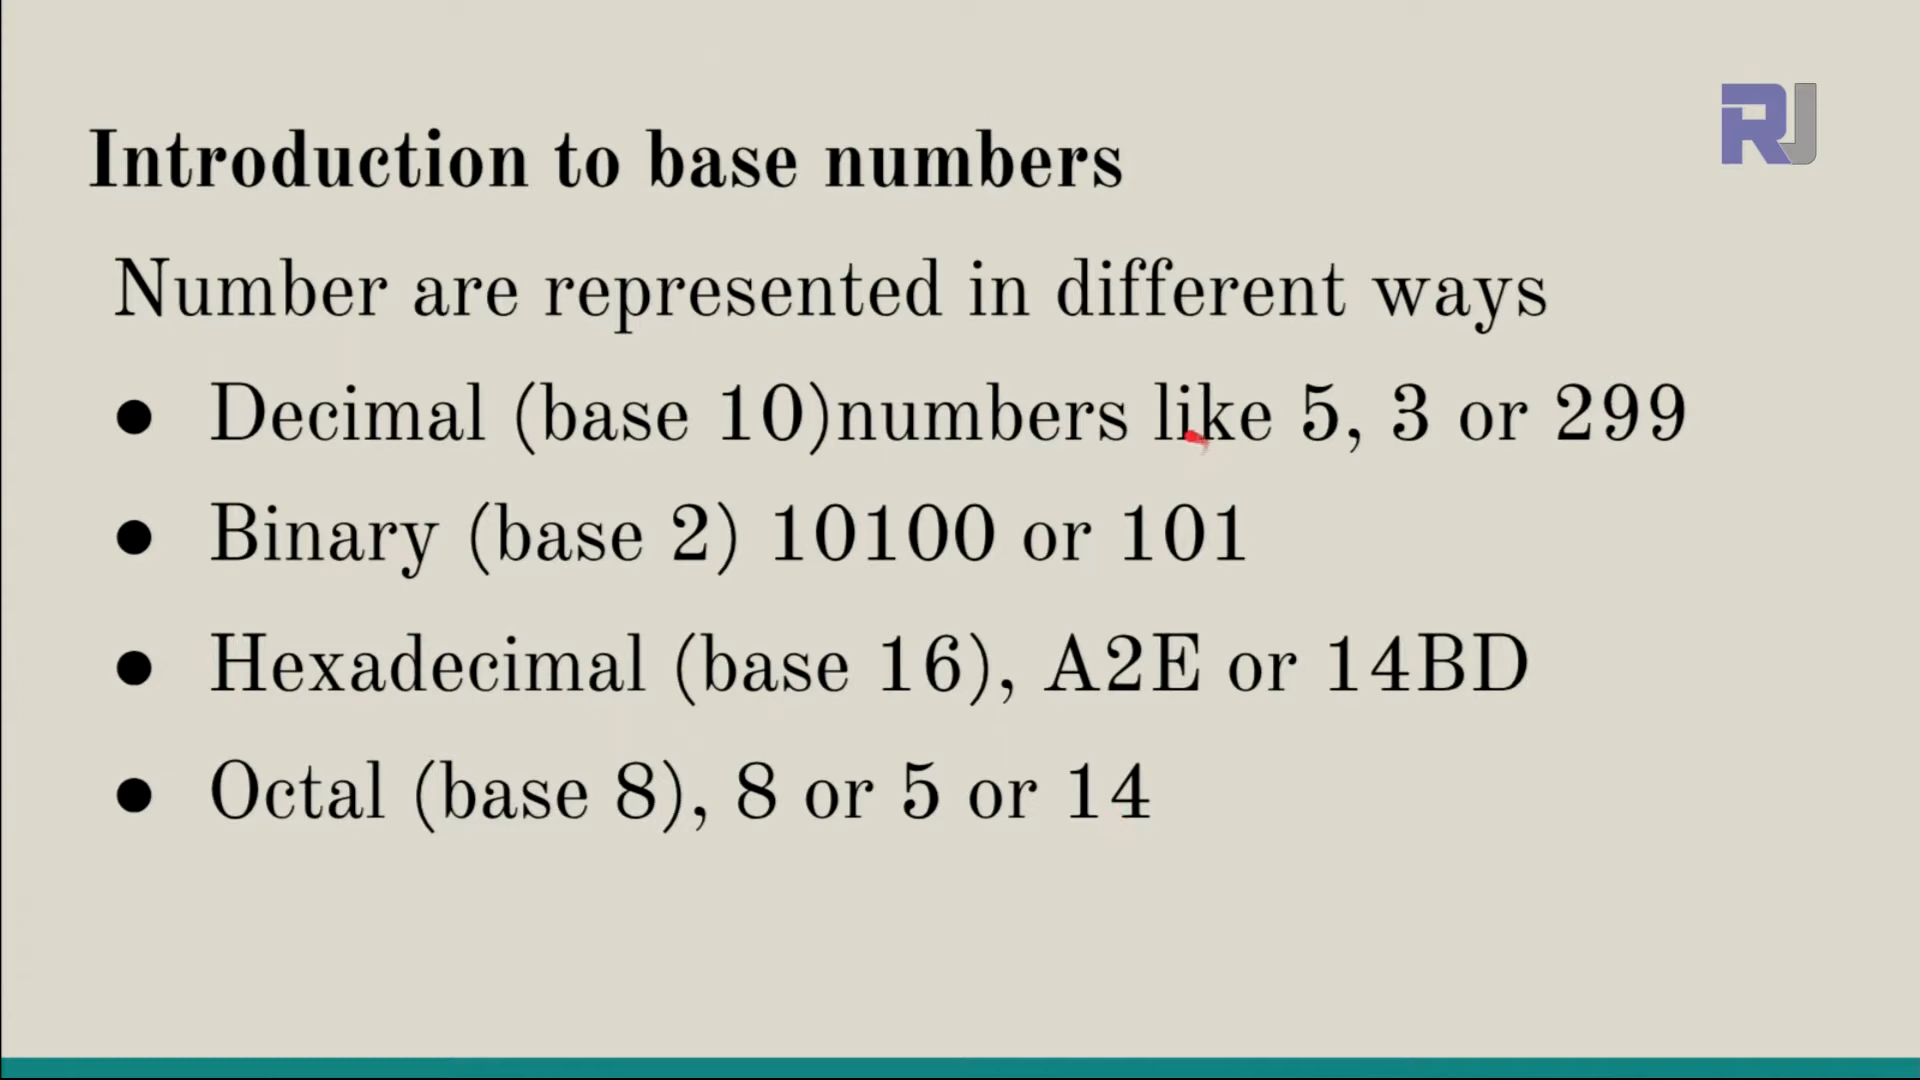 RJ
Introduction to base numbers
Number are represented in different ways
● Decimal (base 10)numbers like 5, 3 or 299
● Binary (base 2) 10100 or 101
● Hexadecimal (base 16), A2E or 14BD
● Octal (base 8), 8 or 5 or 14